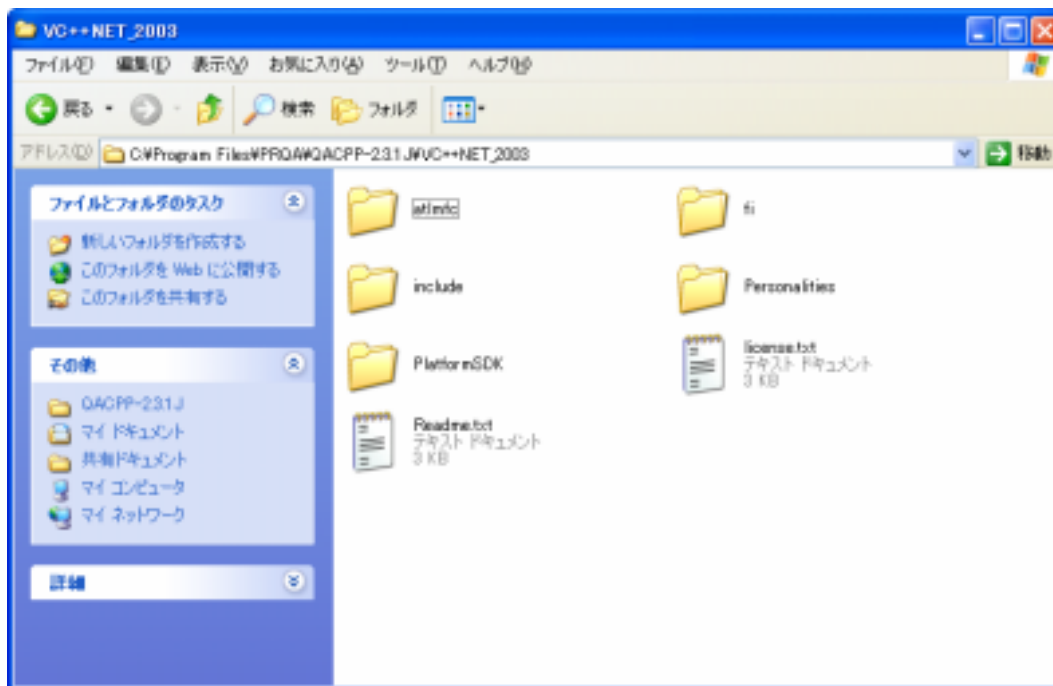 VC++NET_2003
ファイル(F) 編集(E) 表示(V) お気に入り(A) ツール(T) ヘルプ(H)
戻る 検索 フォルダ
アドレス(D) C:¥Program Files¥PRQA¥QACPP-2.3.1J¥VC++NET_2003 移動
ファイルとフォルダのタスク
新しいフォルダを作成する
このフォルダを Web に公開する
このフォルダを共有する
その他
QACPP-2.3.1J
マイ ドキュメント
共有ドキュメント
マイ コンピュータ
マイ ネットワーク
詳細
atlmfc
fi
include
Personalities
PlatformSDK
license.txt
テキスト ドキュメント
3 KB
Readme.txt
テキスト ドキュメント
3 KB